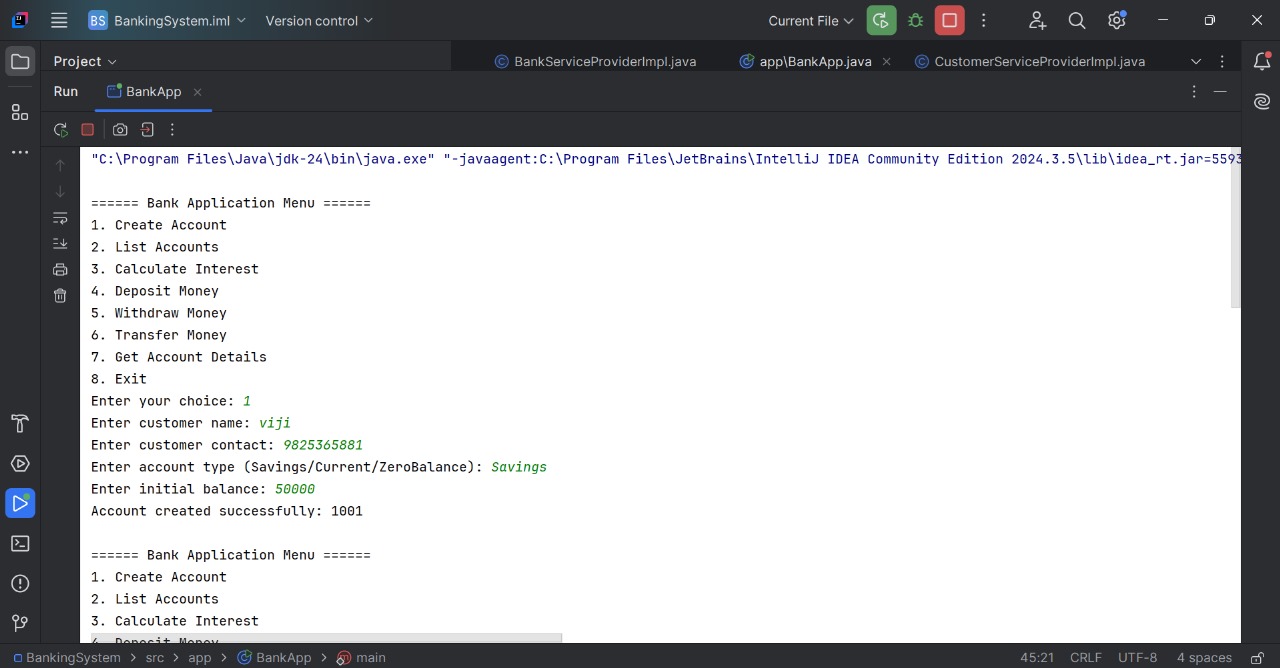 BS BankingSystem.iml Version control Current File
Project BankServiceProviderImpl.java app\BankApp.java CustomerServiceProviderImpl.java
Run BankApp
"C:\Program Files\Java\jdk-24\bin\java.exe" "-javaagent:C:\Program Files\JetBrains\IntelliJ IDEA Community Edition 2024.3.5\lib\idea_rt.jar=5593
====== Bank Application Menu ======
1. Create Account
2. List Accounts
3. Calculate Interest
4. Deposit Money
5. Withdraw Money
6. Transfer Money
7. Get Account Details
8. Exit
Enter your choice: 1
Enter customer name: viji
Enter customer contact: 9825365881
Enter account type (Savings/Current/ZeroBalance): Savings
Enter initial balance: 50000
Account created successfully: 1001
====== Bank Application Menu ======
1. Create Account
2. List Accounts
3. Calculate Interest
4. Deposit Money
BankingSystem > src > app > BankApp > main 45:21 CRLF UTF-8 4 spaces